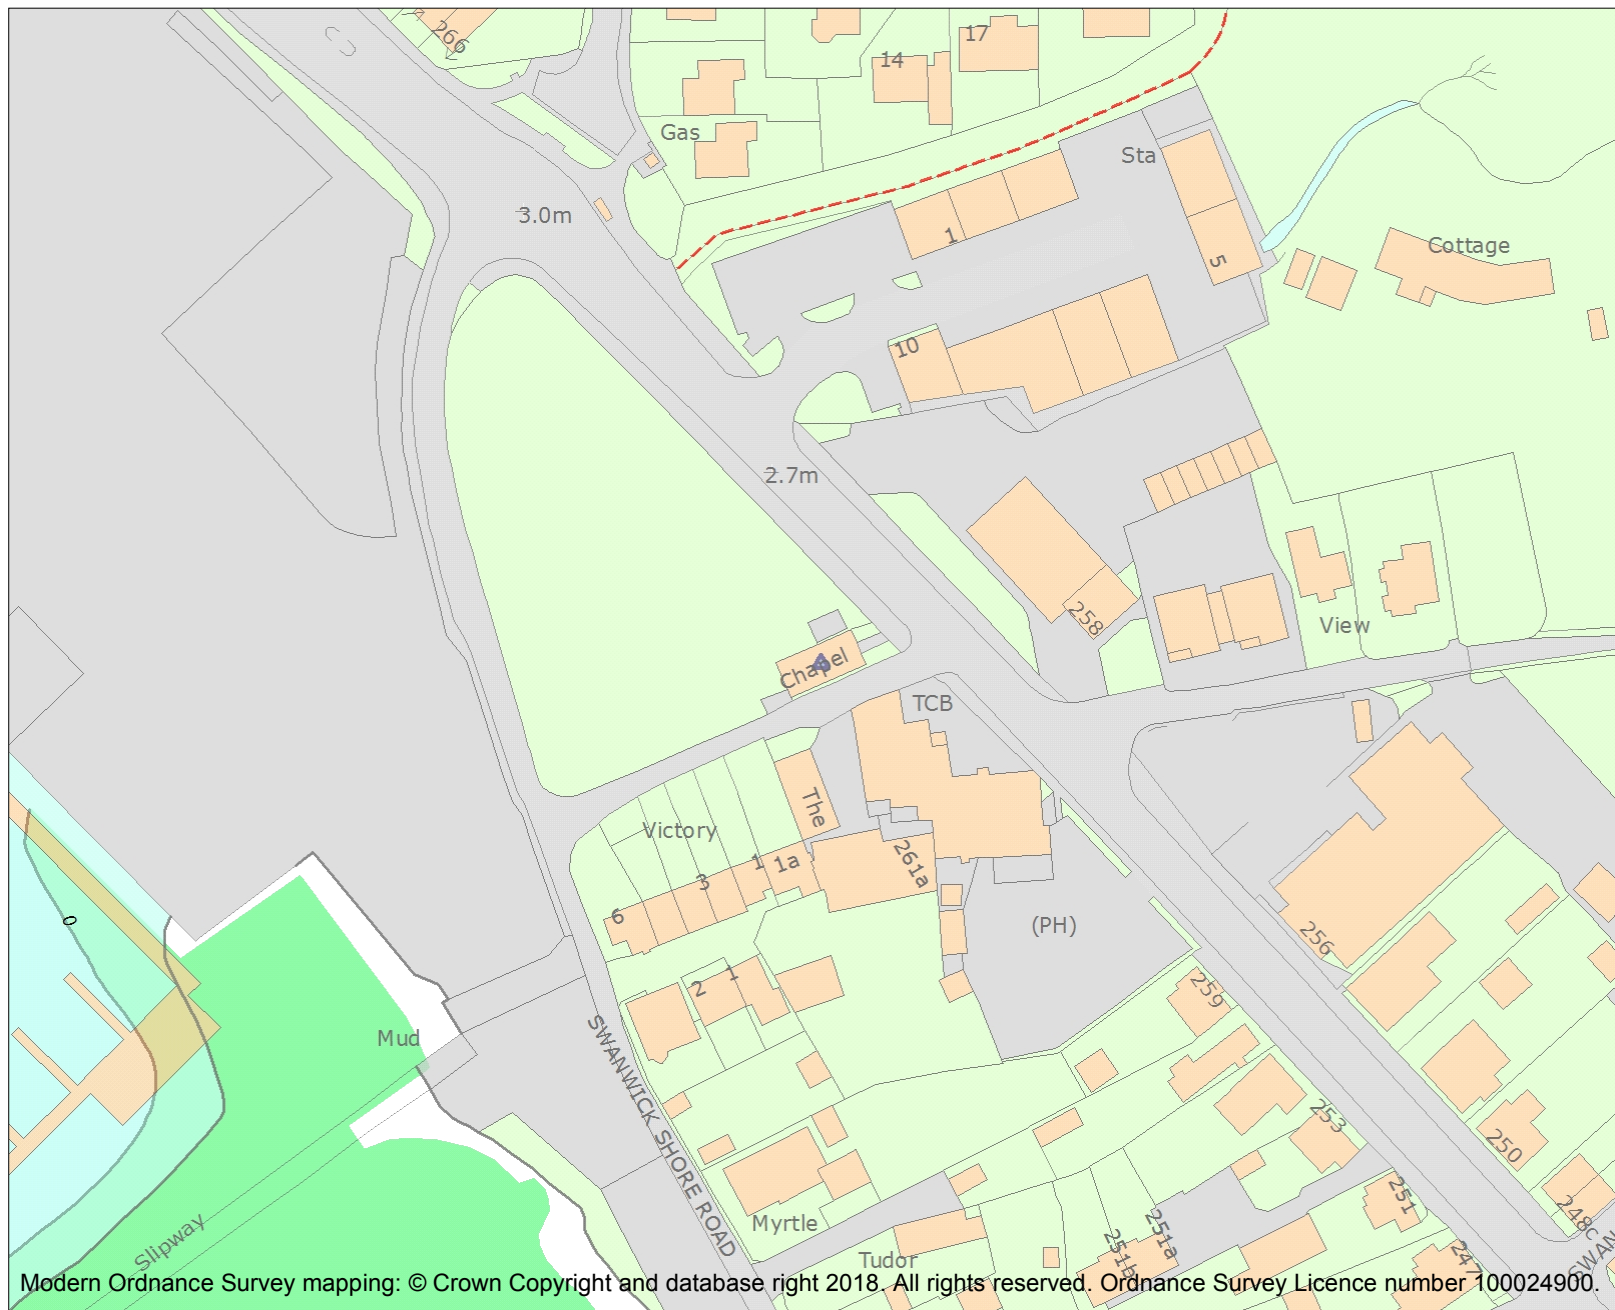 266
14
17
Gas
Sta
3.0m
1
5
Cottage
10
2.7m
258
View
Chapel
TCB
The
Victory
1
1a
3
261a
6
(PH)
0
256
2
1
259
Mud
SWANWICK SHORE ROAD
253
250
251
248c
Myrtle
Slipway
Tudor
251a
251b
247
SWAN
Modern Ordnance Survey mapping: © Crown Copyright and database right 2018. All rights reserved. Ordnance Survey Licence number 100024900.